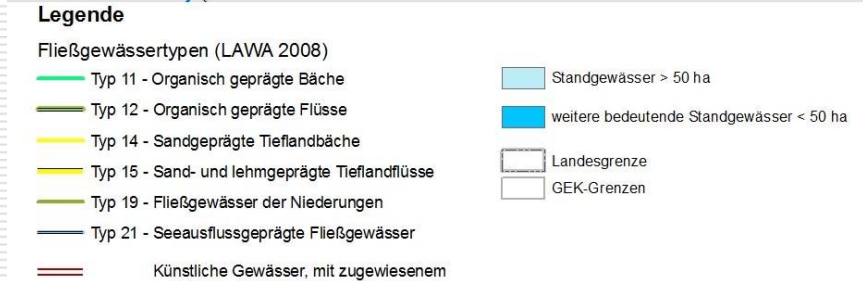 Legende
Fließgewässertypen (LAWA 2008)
Typ 11 - Organisch geprägte Bäche
Typ 12 - Organisch geprägte Flüsse
Typ 14 - Sandgeprägte Tieflandbäche
Typ 15 - Sand- und lehmgeprägte Tieflandflüsse
Typ 19 - Fließgewässer der Niederungen
Typ 21 - Seeausflussgeprägte Fließgewässer
Künstliche Gewässer, mit zugewiesenem
Standgewässer > 50 ha
weitere bedeutende Standgewässer < 50 ha
Landesgrenze
GEK-Grenzen